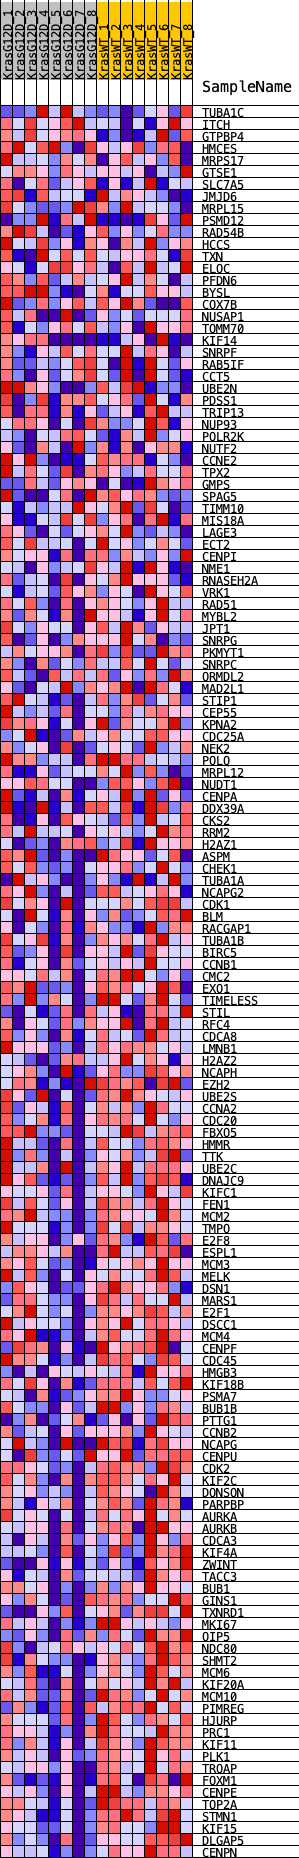 KrasG12D_1
KrasG12D_2
KrasG12D_3
KrasG12D_4
KrasG12D_5
KrasG12D_6
KrasG12D_7
KrasG12D_8
KrasWT_1
KrasWT_2
KrasWT_3
KrasWT_4
KrasWT_5
KrasWT_6
KrasWT_7
KrasWT_8
SampleName
TUBA1C
ITCH
GTPBP4
HMCES
MRPS17
GTSE1
SLC7A5
JMJD6
MRPL15
PSMD12
RAD54B
HCCS
TXN
ELOC
PFDN6
BYSL
COX7B
NUSAP1
TOMM70
KIF14
SNRPF
RAB5IF
CCT5
UBE2N
PDSS1
TRIP13
NUP93
POLR2K
NUTF2
CCNE2
TPX2
GMPS
SPAG5
TIMM10
MIS18A
LAGE3
ECT2
CENPI
NME1
RNASEH2A
VRK1
RAD51
MYBL2
JPT1
SNRPG
PKMYT1
SNRPC
ORMDL2
MAD2L1
STIP1
CEP55
KPNA2
CDC25A
NEK2
POLQ
MRPL12
NUDT1
CENPA
DDX39A
CKS2
RRM2
H2AZ1
ASPM
CHEK1
TUBA1A
NCAPG2
CDK1
BLM
RACGAP1
TUBA1B
BIRC5
CCNB1
CMC2
EXO1
TIMELESS
STIL
RFC4
CDCA8
LMNB1
H2AZ2
NCAPH
EZH2
UBE2S
CCNA2
CDC20
FBXO5
HMMR
TTK
UBE2C
DNAJC9
KIFC1
FEN1
MCM2
TMPO
E2F8
ESPL1
MCM3
MELK
DSN1
MARS1
E2F1
DSCC1
MCM4
CENPF
CDC45
HMGB3
KIF18B
PSMA7
BUB1B
PTTG1
CCNB2
NCAPG
CENPU
CDK2
KIF2C
DONSON
PARPBP
AURKA
AURKB
CDCA3
KIF4A
ZWINT
TACC3
BUB1
GINS1
TXNRD1
MKI67
OIP5
NDC80
SHMT2
MCM6
KIF20A
MCM10
PIMREG
HJURP
PRC1
KIF11
PLK1
TROAP
FOXM1
CENPE
TOP2A
STMN1
KIF15
DLGAP5
CENPN